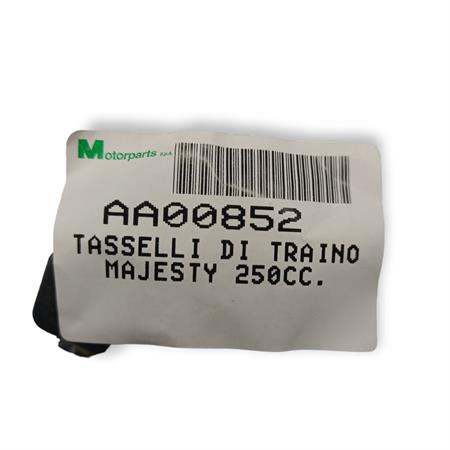 Motorparts s.p.a.
AA00852
TASSELLI DI TRAINO
MAJESTY 250CC.